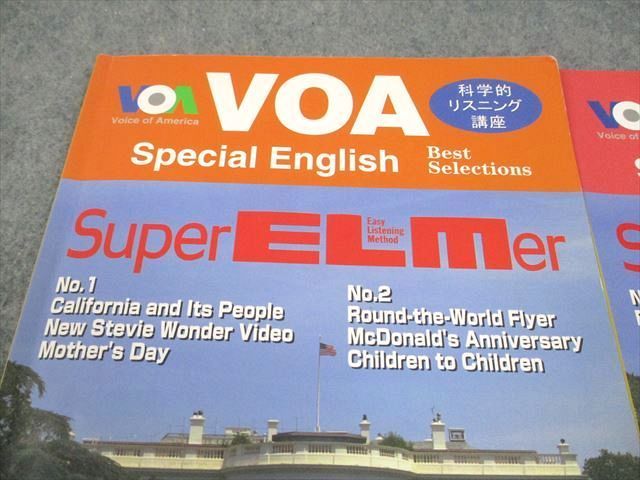 VOA
Voice of America
VOA
科学的
リスニング
講座
Special English
Best
Selections
Super ELMer
Easy
Listening
Method
No.1
California and Its People
New Stevie Wonder Video
Mother's Day
No.2
Round-the-World Flyer
McDonald's Anniversary
Children to Children